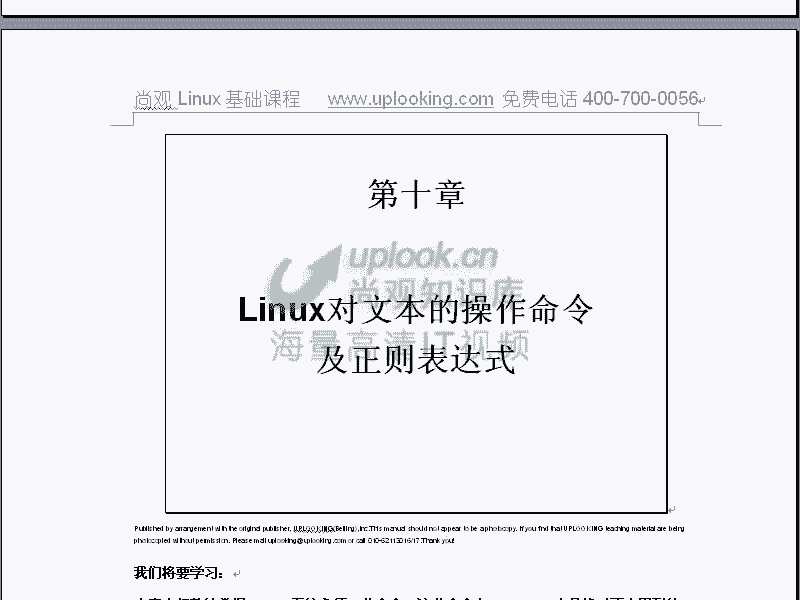 尚观 Linux 基础课程 www.uplooking.com 免费电话 400-700-0056
第十章
uplook.cn
尚观知识库
Linux对文本的操作命令
海量高清IT视频
及正则表达式
Published by arrangement with the original publisher, UPLOOKING(Beijing),Inc.This manual should not appear to be a photocopy. If you find that UPLOOKING teaching material are being
photocopied without permission. Please mail uplooking@uplooking.com or call 010-62113016/17.Thank you!
我们将要学习：